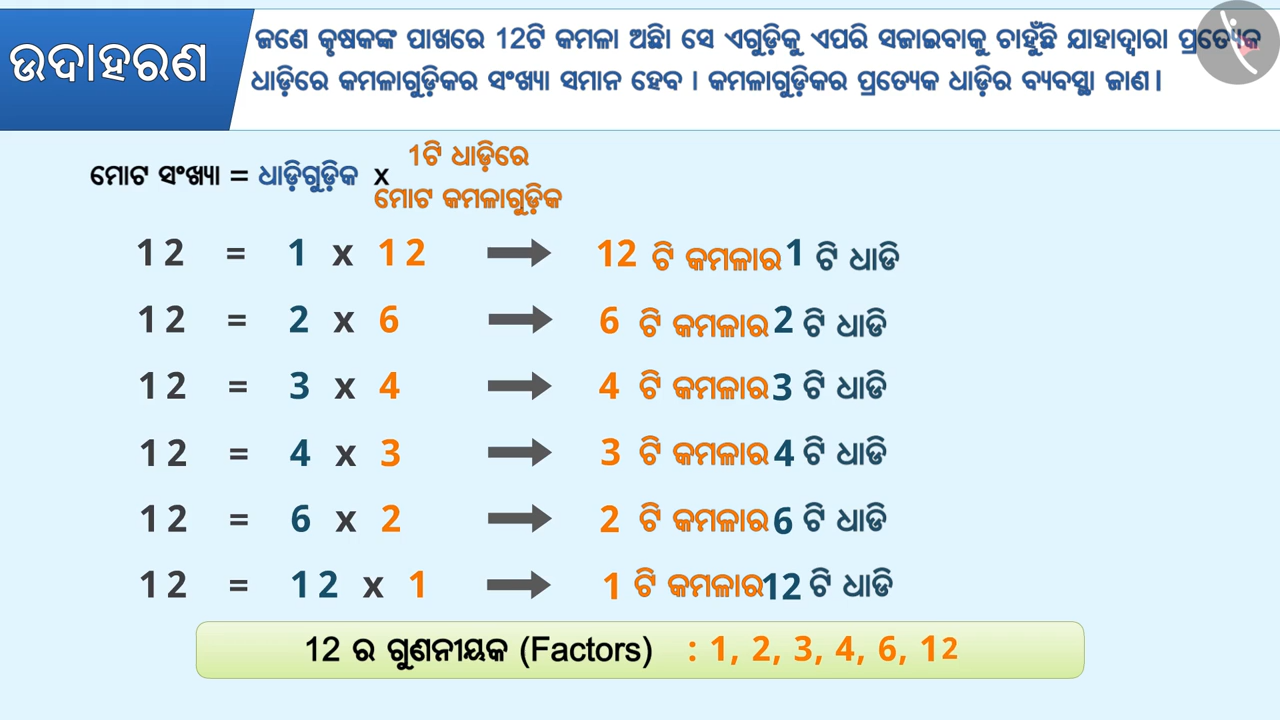 ଉଦାହରଣ
ଜଣେ କୃଷକଙ୍କ ପାଖରେ 12ଟି କମଳା ଅଛି। ସେ ଏଗୁଡ଼ିକୁ ଏପରି ସଜାଇବାକୁ ଚାହୁଁଛି ଯାହାଦ୍ୱାରା ପ୍ରତ୍ୟେକ
ଧାଡ଼ିରେ କମଳାଗୁଡ଼ିକର ସଂଖ୍ୟା ସମାନ ହେବ । କମଳାଗୁଡ଼ିକର ପ୍ରତ୍ୟେକ ଧାଡ଼ିର ବ୍ୟବସ୍ଥା ଜାଣ।
ମୋଟ ସଂଖ୍ୟା = ଧାଡ଼ିଗୁଡ଼ିକ x 1ଟି ଧାଡ଼ିରେ
ମୋଟ କମଳାଗୁଡ଼ିକ
12 = 1 x 12 → 12 ଟି କମଳାର 1 ଟି ଧାଡି
12 = 2 x 6 → 6 ଟି କମଳାର 2 ଟି ଧାଡି
12 = 3 x 4 → 4 ଟି କମଳାର 3 ଟି ଧାଡି
12 = 4 x 3 → 3 ଟି କମଳାର 4 ଟି ଧାଡି
12 = 6 x 2 → 2 ଟି କମଳାର 6 ଟି ଧାଡି
12 = 12 x 1 → 1 ଟି କମଳାର 12 ଟି ଧାଡି
12 ର ଗୁଣନୀୟକ (Factors) : 1, 2, 3, 4, 6, 12